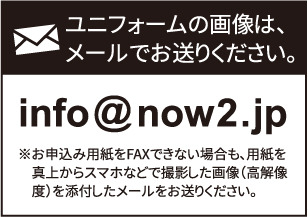 ユニフォームの画像は、
メールでお送りください。
info@now2.jp
※お申込み用紙をFAXできない場合も、用紙を
真上からスマホなどで撮影した画像（高解像
度）を添付したメールをお送りください。